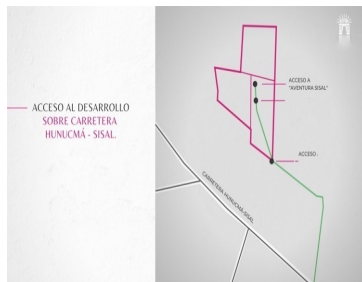 ACCESO AL DESARROLLO
SOBRE CARRETERA
HUNUCMÁ - SISAL.
ACCESO A
"AVENTURA SISAL"
ACCESO -
CARRETERA HUNUCMÁ-SISAL